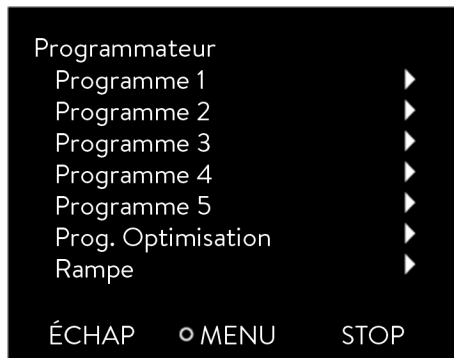 Programmateur
Programme 1
Programme 2
Programme 3
Programme 4
Programme 5
Prog. Optimisation
Rampe
ÉCHAP MENU STOP